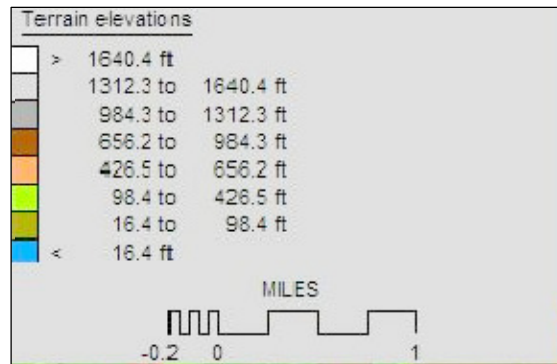 Terrain elevations
> 1640.4 ft
1312.3 to 1640.4 ft
984.3 to 1312.3 ft
656.2 to 984.3 ft
426.5 to 656.2 ft
98.4 to 426.5 ft
16.4 to 98.4 ft
< 16.4 ft
MILES
-0.2 0 1